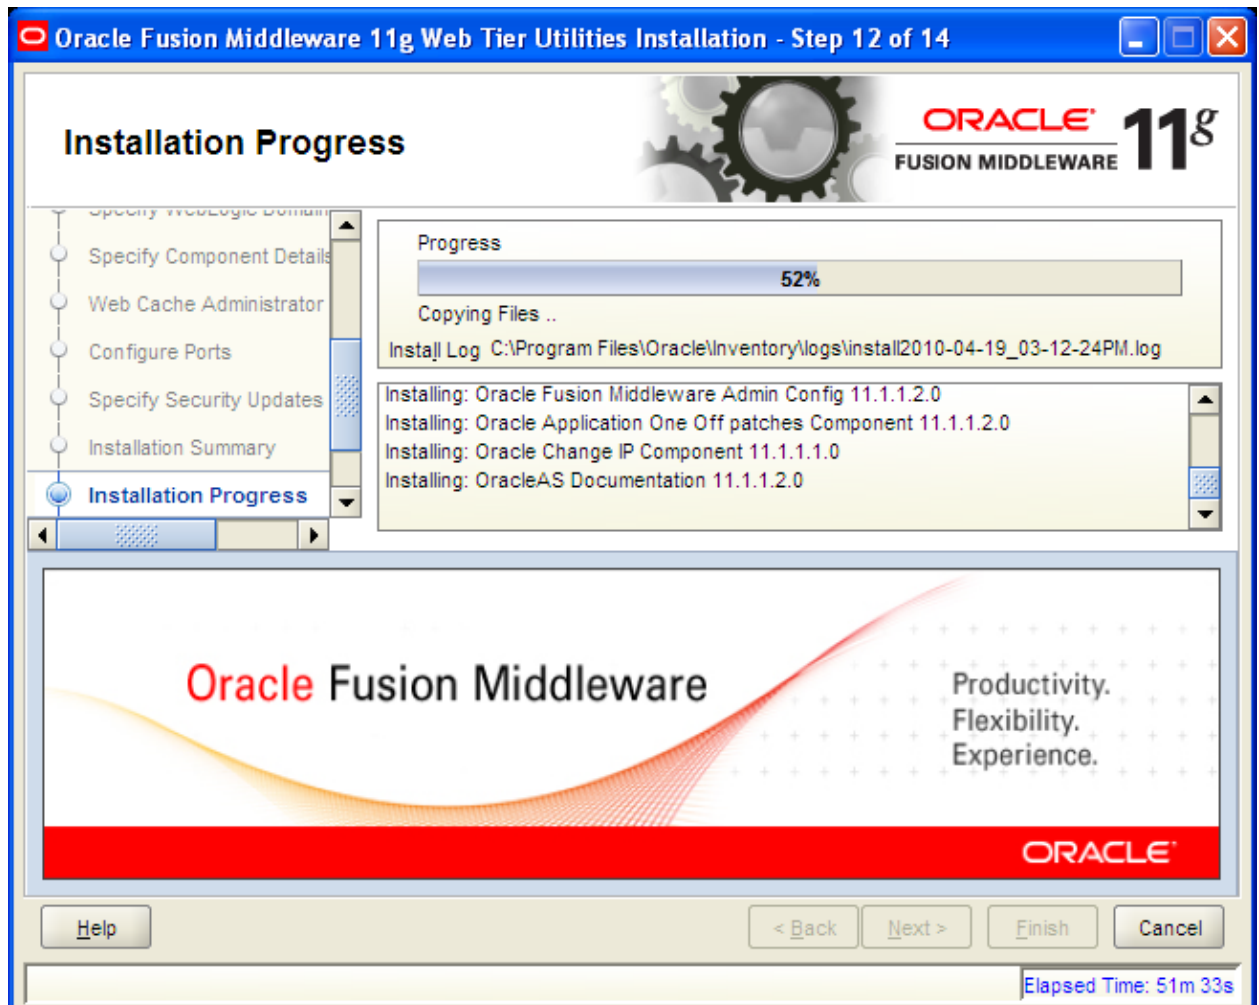 Oracle Fusion Middleware 11g Web Tier Utilities Installation - Step 12 of 14
Installation Progress
ORACLE
FUSION MIDDLEWARE
11g
Specify WebLogic Domain
Specify Component Details
Web Cache Administrator
Configure Ports
Specify Security Updates
Installation Summary
Installation Progress
Progress
52%
Copying Files ..
Install Log C:\Program Files\Oracle\Inventory\logs\install2010-04-19_03-12-24PM.log
Installing: Oracle Fusion Middleware Admin Config 11.1.1.2.0
Installing: Oracle Application One Off patches Component 11.1.1.2.0
Installing: Oracle Change IP Component 11.1.1.1.0
Installing: OracleAS Documentation 11.1.1.2.0
Oracle Fusion Middleware
Productivity.
Flexibility.
Experience.
ORACLE
Help
< Back
Next >
Finish
Cancel
Elapsed Time: 51m 33s